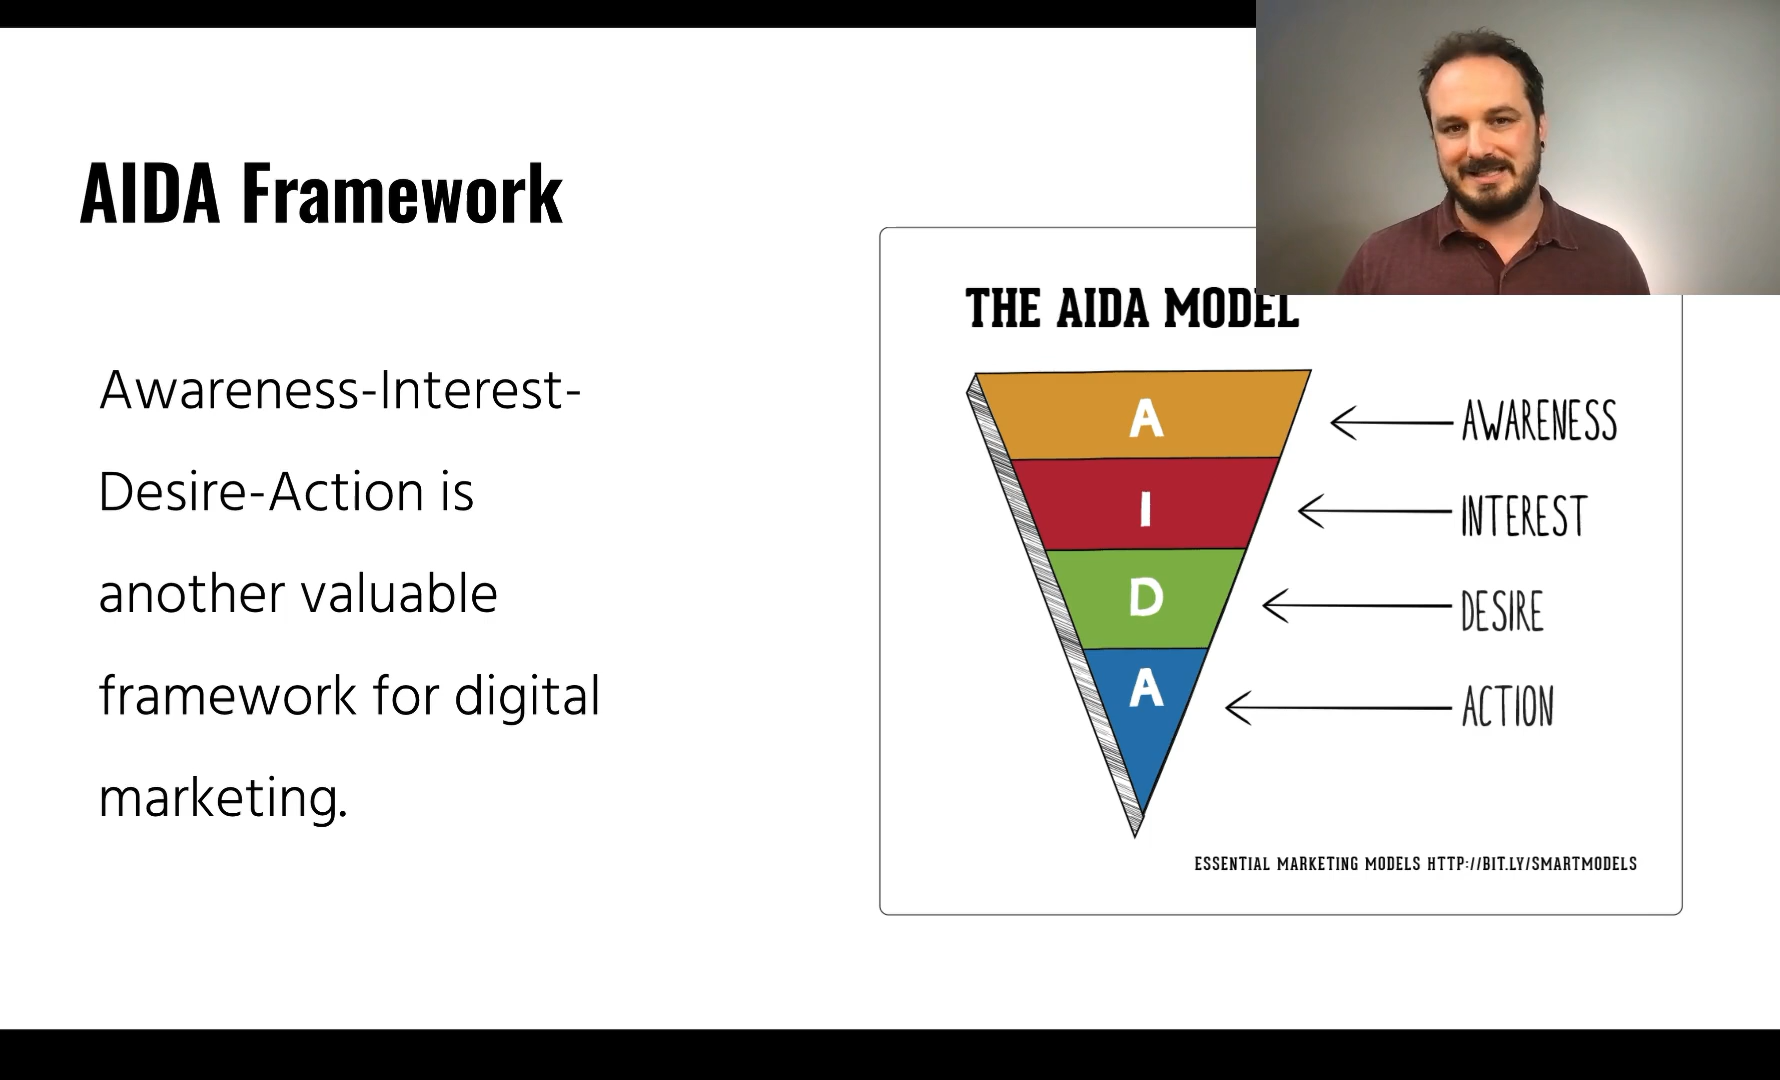 AIDA Framework
Awareness-Interest-
Desire-Action is
another valuable
framework for digital
marketing.
THE AIDA MODEL
A
AWARENESS
I
INTEREST
D
DESIRE
A
ACTION
ESSENTIAL MARKETING MODELS HTTP://BIT.LY/SMARTMODELS